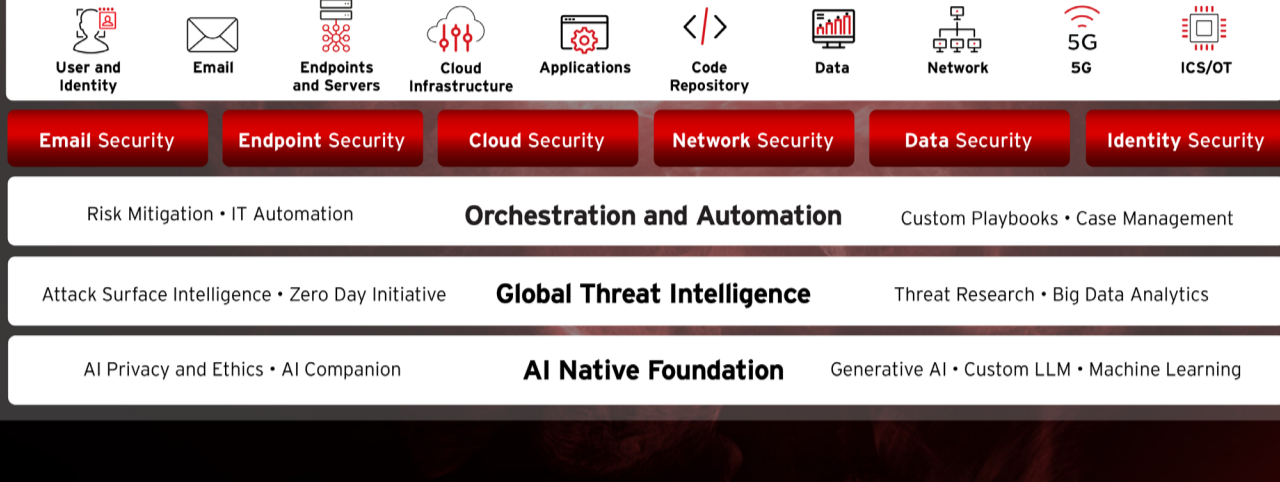 User and Identity
Email
Endpoints and Servers
Cloud Infrastructure
Applications
Code Repository
Data
Network
5G
5G
ICS/OT
Email Security
Endpoint Security
Cloud Security
Network Security
Data Security
Identity Security
Risk Mitigation • IT Automation
Orchestration and Automation
Custom Playbooks • Case Management
Attack Surface Intelligence • Zero Day Initiative
Global Threat Intelligence
Threat Research • Big Data Analytics
AI Privacy and Ethics • AI Companion
AI Native Foundation
Generative AI • Custom LLM • Machine Learning